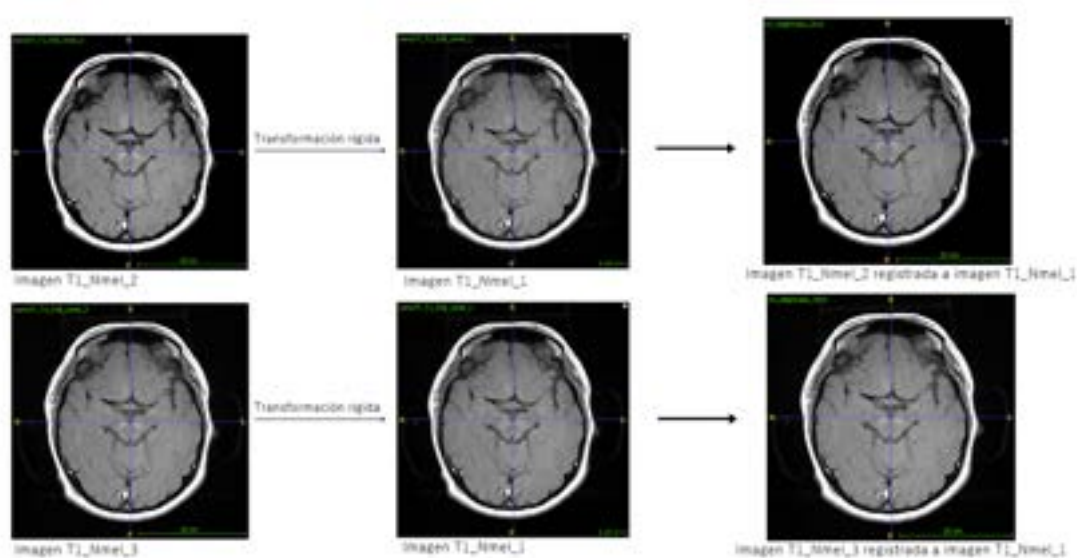 Transformación rígida
Imagen T1_Nmel_2
Imagen T1_Nmel_1
Imagen T1_Nmel_2 registrada a imagen T1_Nmel_1
Transformación rígida
Imagen T1_Nmel_3
Imagen T1_Nmel_1
Imagen T1_Nmel_3 registrada a imagen T1_Nmel_1